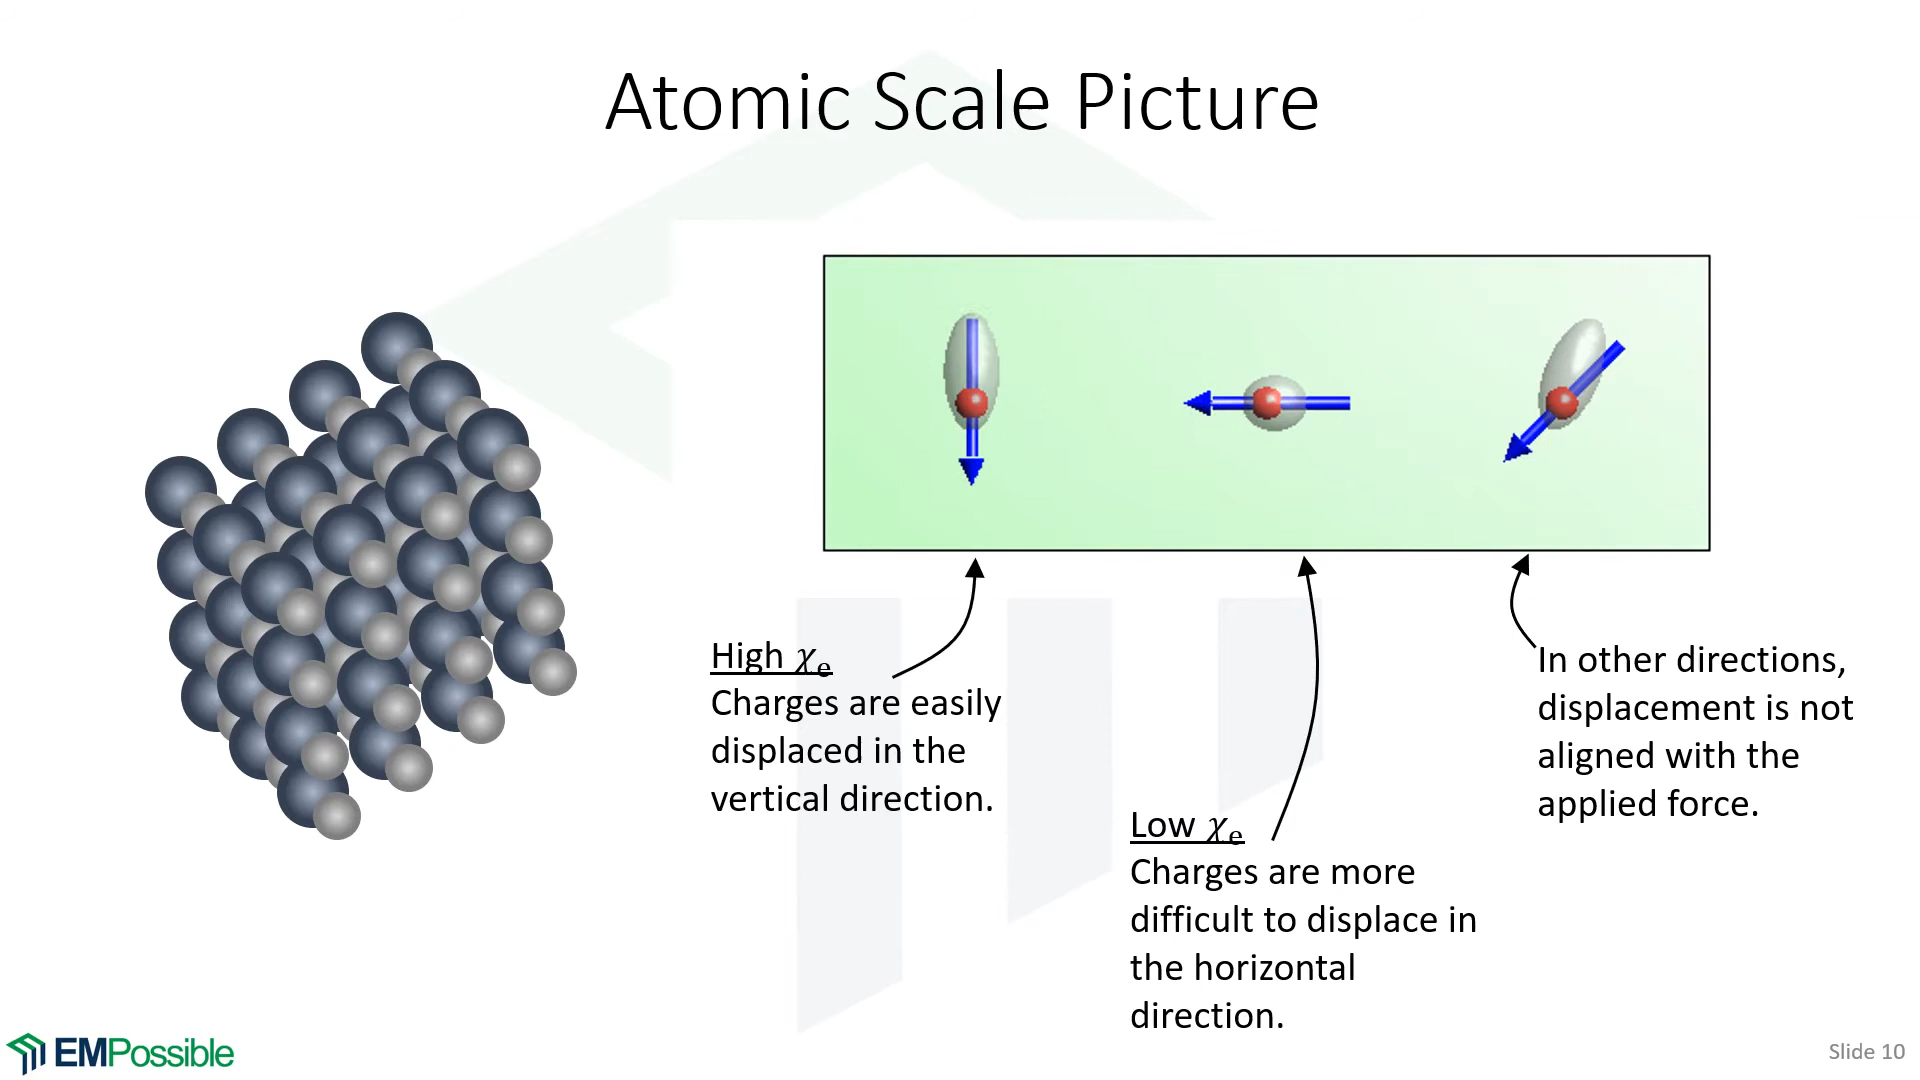 Atomic Scale Picture
High χe
Charges are easily
displaced in the
vertical direction.
Low χe
Charges are more
difficult to displace in
the horizontal
direction.
In other directions,
displacement is not
aligned with the
applied force.
EMPossible
Slide 10